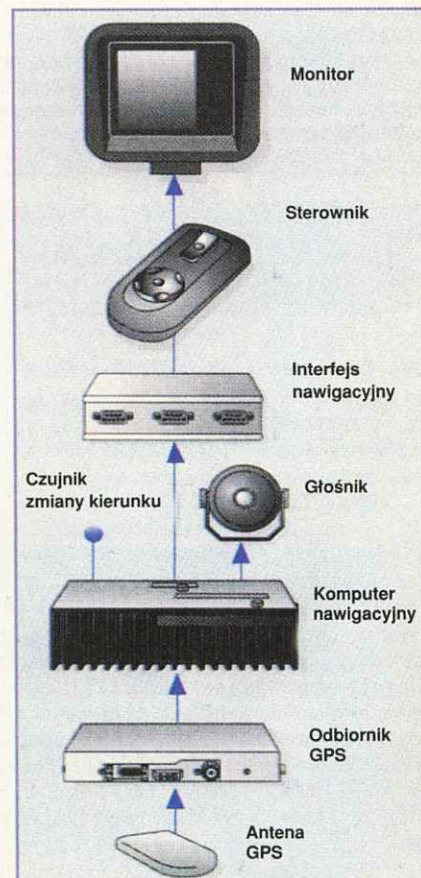 Monitor
Sterownik
Interfejs
nawigacyjny
Czujnik
zmiany kierunku
Głośnik
Komputer
nawigacyjny
Odbiornik
GPS
Antena
GPS